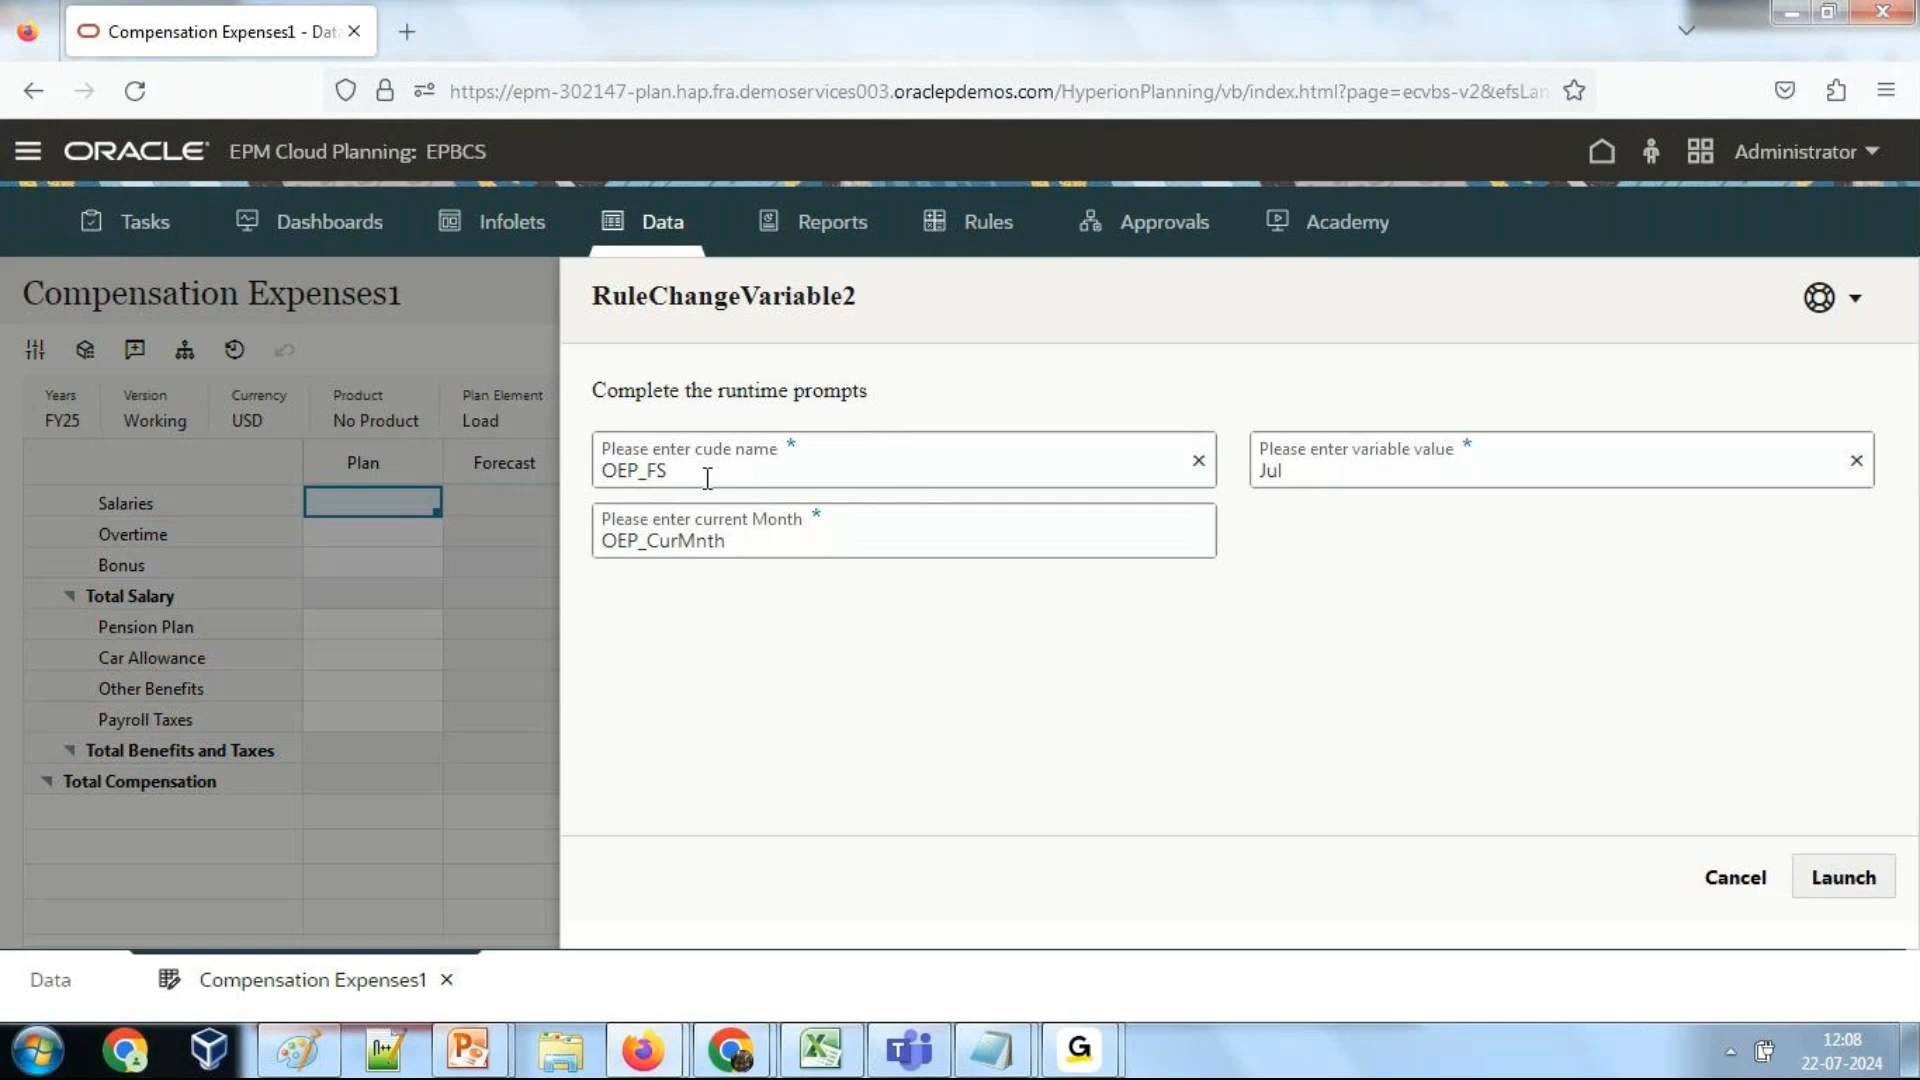 Compensation Expenses1 - Dat
https://epm-302147-plan.hap.fra.demoservices003.oraclepdemos.com/HyperionPlanning/vb/index.html?page=ecvbs-v2&efsLan
ORACLE EPM Cloud Planning: EPBCS
Administrator
Tasks Dashboards Infolets Data Reports Rules Approvals Academy
Compensation Expenses1
Years Version Currency Product Plan Element
FY25 Working USD No Product Load
Plan Forecast
Salaries
Overtime
Bonus
Total Salary
Pension Plan
Car Allowance
Other Benefits
Payroll Taxes
Total Benefits and Taxes
Total Compensation
RuleChangeVariable2
Complete the runtime prompts
Please enter cude name *
OEP_FS
Please enter variable value *
Jul
Please enter current Month *
OEP_CurMnth
Cancel Launch
Data Compensation Expenses1
12:08
22-07-2024